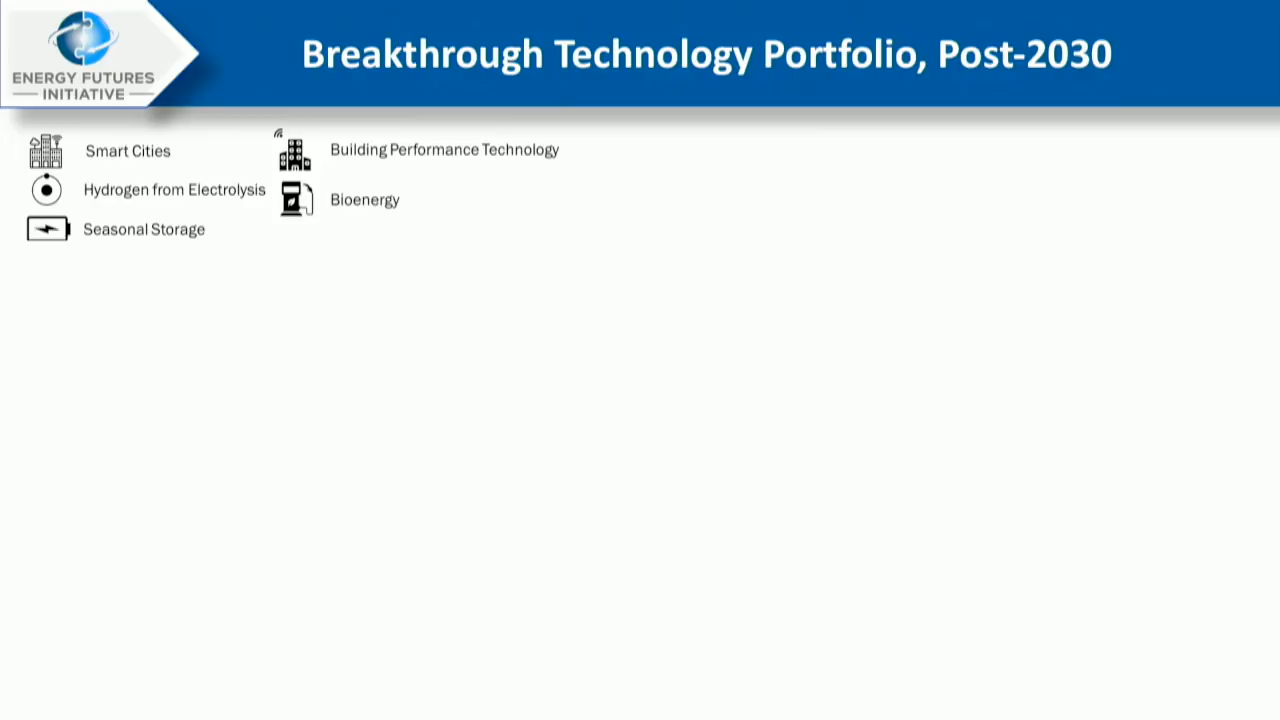 ENERGY FUTURES
INITIATIVE
Breakthrough Technology Portfolio, Post-2030
Smart Cities
Hydrogen from Electrolysis
Seasonal Storage
Building Performance Technology
Bioenergy